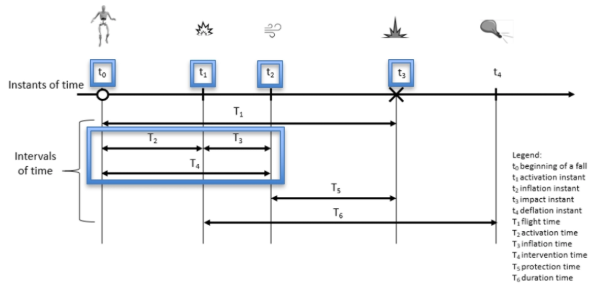 t0
t1
t2
t3
t4
Instants of time
T1
T2
T3
T4
T5
T6
Intervals
of time
Legend:
t0 beginning of a fall
t1 activation instant
t2 inflation instant
t3 impact instant
t4 deflation instant
T1 flight time
T2 activation time
T3 inflation time
T4 intervention time
T5 protection time
T6 duration time